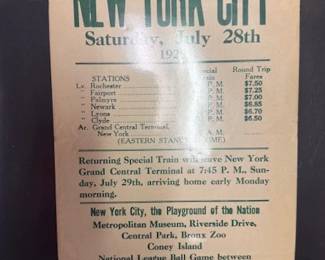 NEW YORK CITY
Saturday, July 28th
Round Trip
STATIONS Fares
Lv. Rochester P. M. $7.50
" Fairport P. M. $7.25
" Palmyra P. M. $7.00
" Newark P. M. $6.85
" Lyons P. M. $6.70
" Clyde P. M. $6.50
Ar. Grand Central Terminal,
New York A. M.
(EASTERN STANDARD TIME)
Returning Special Train will leave New York
Grand Central Terminal at 7:45 P. M., Sun-
day, July 29th, arriving home early Monday
morning.
New York City, the Playground of the Nation
Metropolitan Museum, Riverside Drive,
Central Park, Bronx Zoo
Coney Island
National League Ball Game between